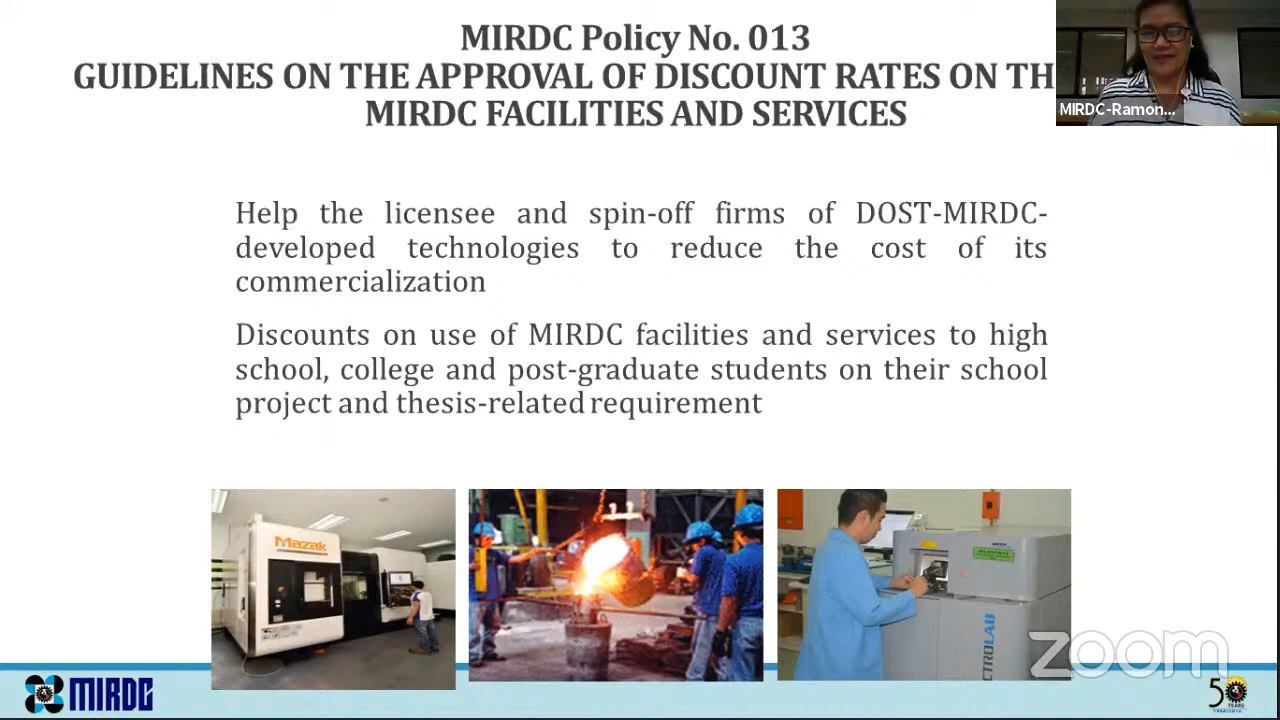 MIRDC Policy No. 013
GUIDELINES ON THE APPROVAL OF DISCOUNT RATES ON TH
MIRDC FACILITIES AND SERVICES
MIRDC-Ramon...
Help the licensee and spin-off firms of DOST-MIRDC-
developed technologies to reduce the cost of its
commercialization
Discounts on use of MIRDC facilities and services to high
school, college and post-graduate students on their school
project and thesis-related requirement
Mazak
CTROLAB
zoom
MIRDC
50
YEARS